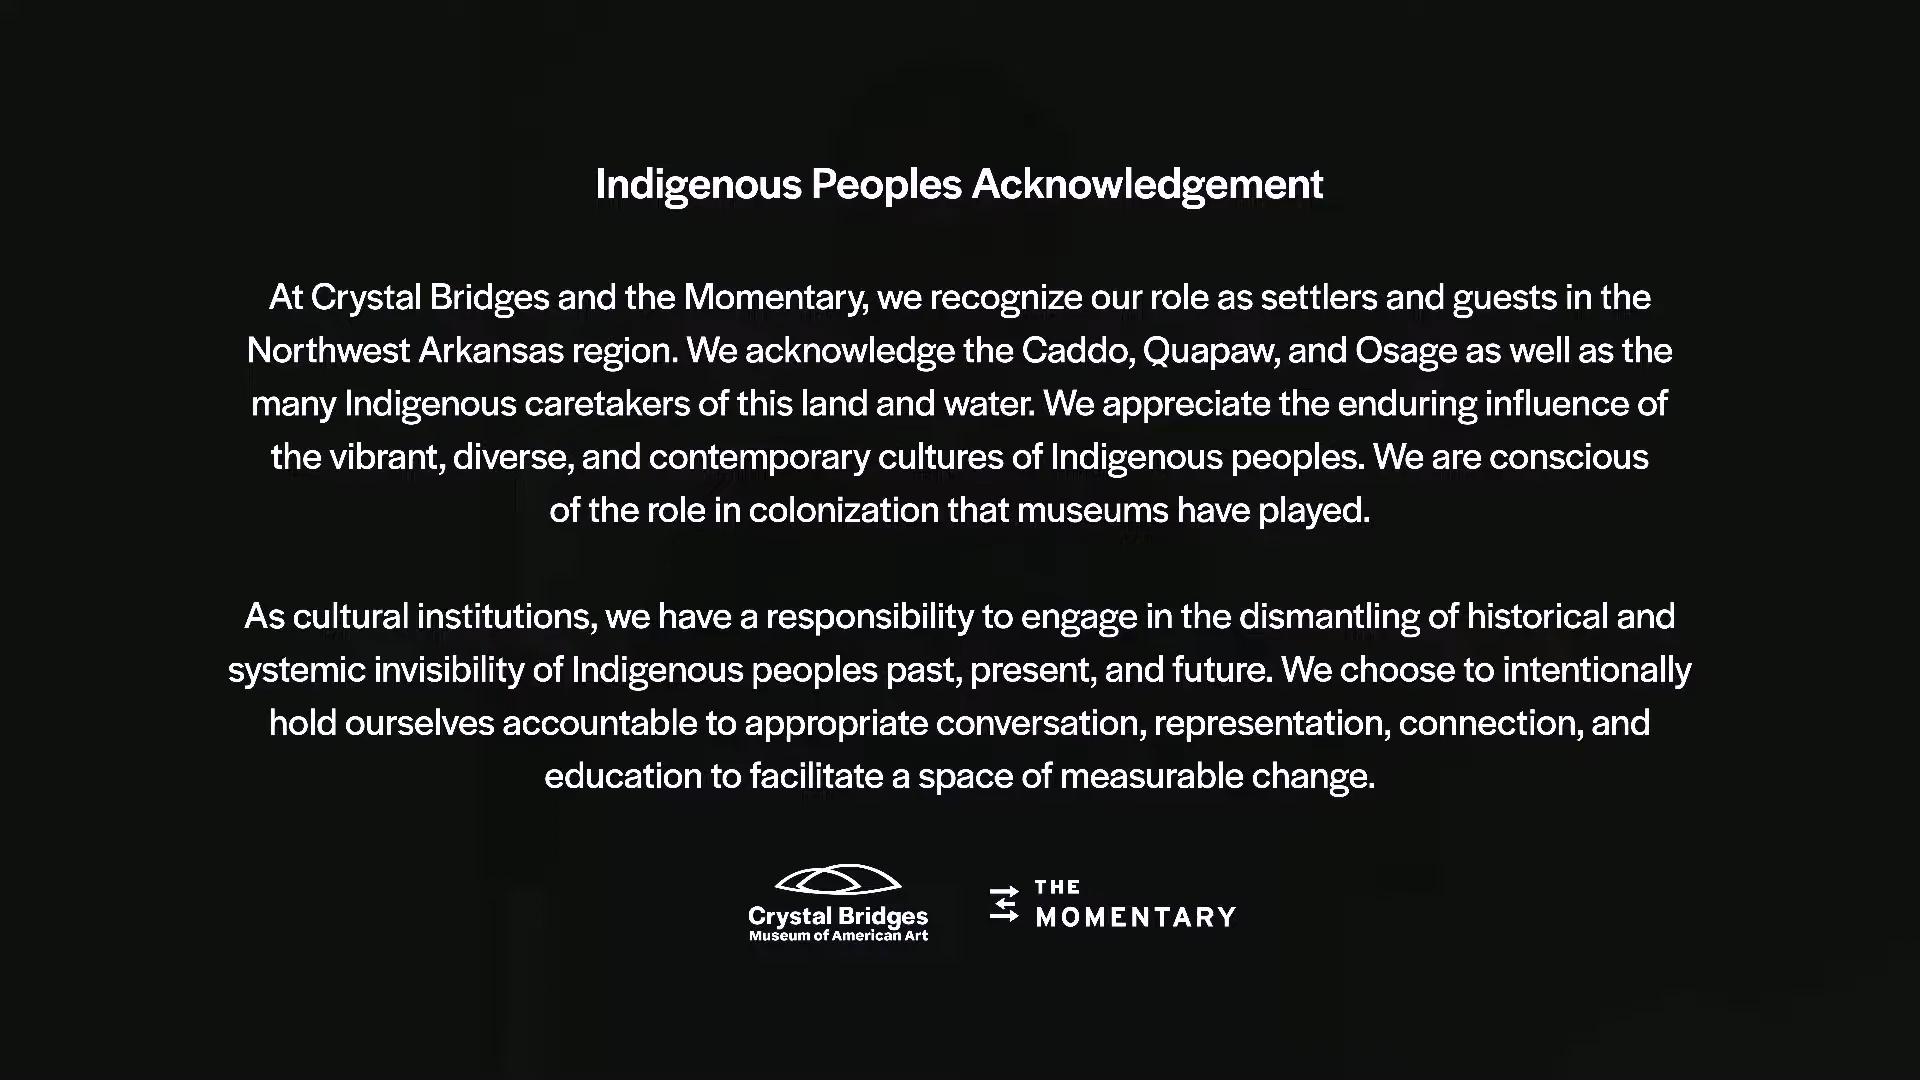 Indigenous Peoples Acknowledgement
At Crystal Bridges and the Momentary, we recognize our role as settlers and guests in the
Northwest Arkansas region. We acknowledge the Caddo, Quapaw, and Osage as well as the
many Indigenous caretakers of this land and water. We appreciate the enduring influence of
the vibrant, diverse, and contemporary cultures of Indigenous peoples. We are conscious
of the role in colonization that museums have played.
As cultural institutions, we have a responsibility to engage in the dismantling of historical and
systemic invisibility of Indigenous peoples past, present, and future. We choose to intentionally
hold ourselves accountable to appropriate conversation, representation, connection, and
education to facilitate a space of measurable change.
Crystal Bridges
Museum of American Art
THE
MOMENTARY